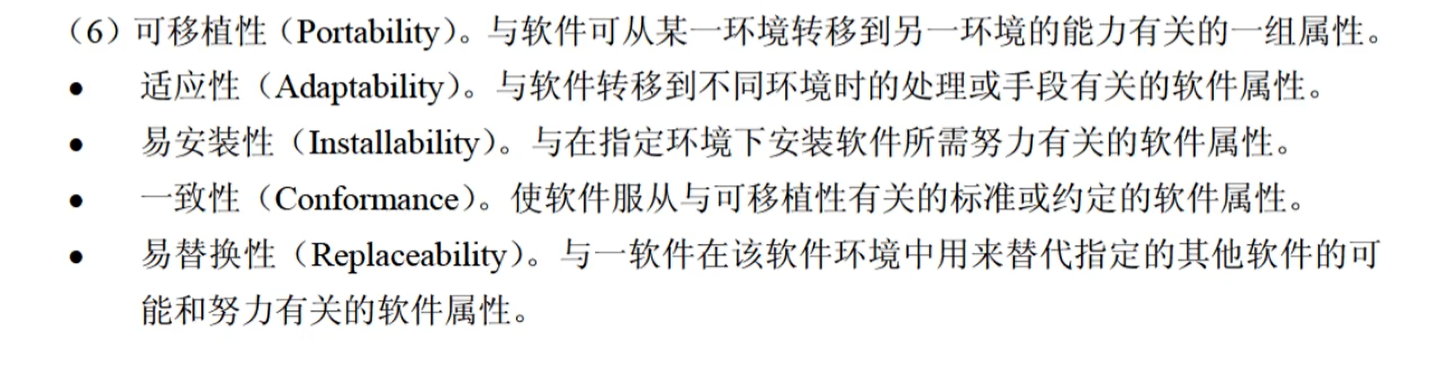 （6）可移植性（Portability）。与软件可从某一环境转移到另一环境的能力有关的一组属性。
● 适应性（Adaptability）。与软件转移到不同环境时的处理或手段有关的软件属性。
● 易安装性（Installability）。与在指定环境下安装软件所需努力有关的软件属性。
● 一致性（Conformance）。使软件服从与可移植性有关的标准或约定的软件属性。
● 易替换性（Replaceability）。与一软件在该软件环境中用来替代指定的其他软件的可
能和努力有关的软件属性。